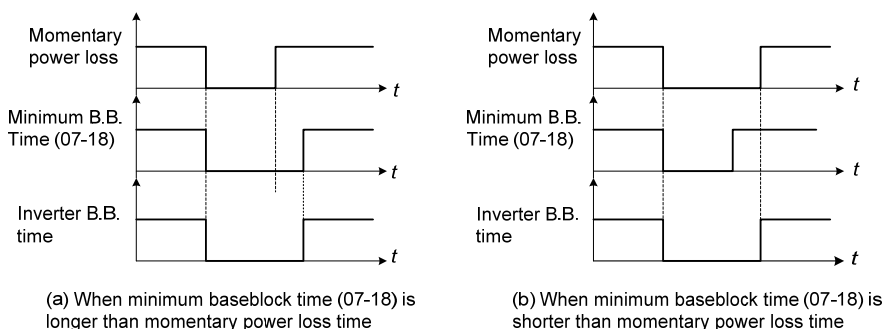 Momentary
power loss
t
Minimum B.B.
Time (07-18)
t
Inverter B.B.
time
t
(a) When minimum baseblock time (07-18) is
longer than momentary power loss time
Momentary
power loss
t
Minimum B.B.
Time (07-18)
t
Inverter B.B.
time
t
(b) When minimum baseblock time (07-18) is
shorter than momentary power loss time